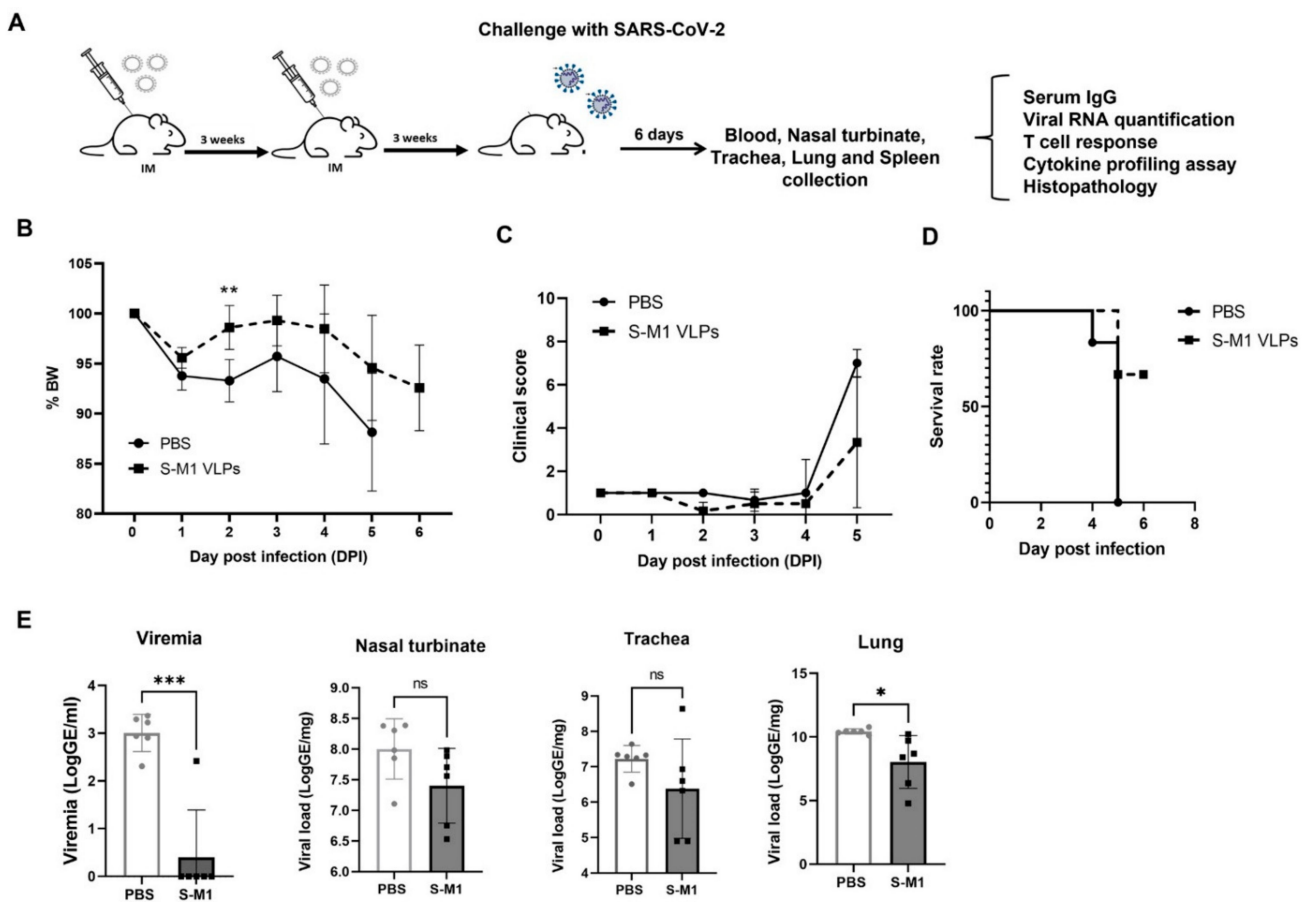 A
Challenge with SARS-CoV-2
IM
3 weeks
IM
3 weeks
6 days
Blood, Nasal turbinate,
Trachea, Lung and Spleen
collection
Serum IgG
Viral RNA quantification
T cell response
Cytokine profiling assay
Histopathology
B
105
100
95
90
85
80
% BW
**
PBS
S-M1 VLPs
0 1 2 3 4 5 6
Day post infection (DPI)
C
10
8
6
4
2
0
Clinical score
PBS
S-M1 VLPs
0 1 2 3 4 5
Day post infection (DPI)
D
100
50
0
Servival rate
PBS
S-M1 VLPs
0 2 4 6 8
Day post infection
E
Viremia
***
4
3
2
1
0
Viremia (LogGE/ml)
PBS S-M1
Nasal turbinate
ns
9.0
8.5
8.0
7.5
7.0
6.5
6.0
Viral load (LogGE/mg)
PBS S-M1
Trachea
ns
9
8
7
6
5
4
Viral load (LogGE/mg)
PBS S-M1
Lung
*
15
10
5
0
Viral load (LogGE/mg)
PBS S-M1